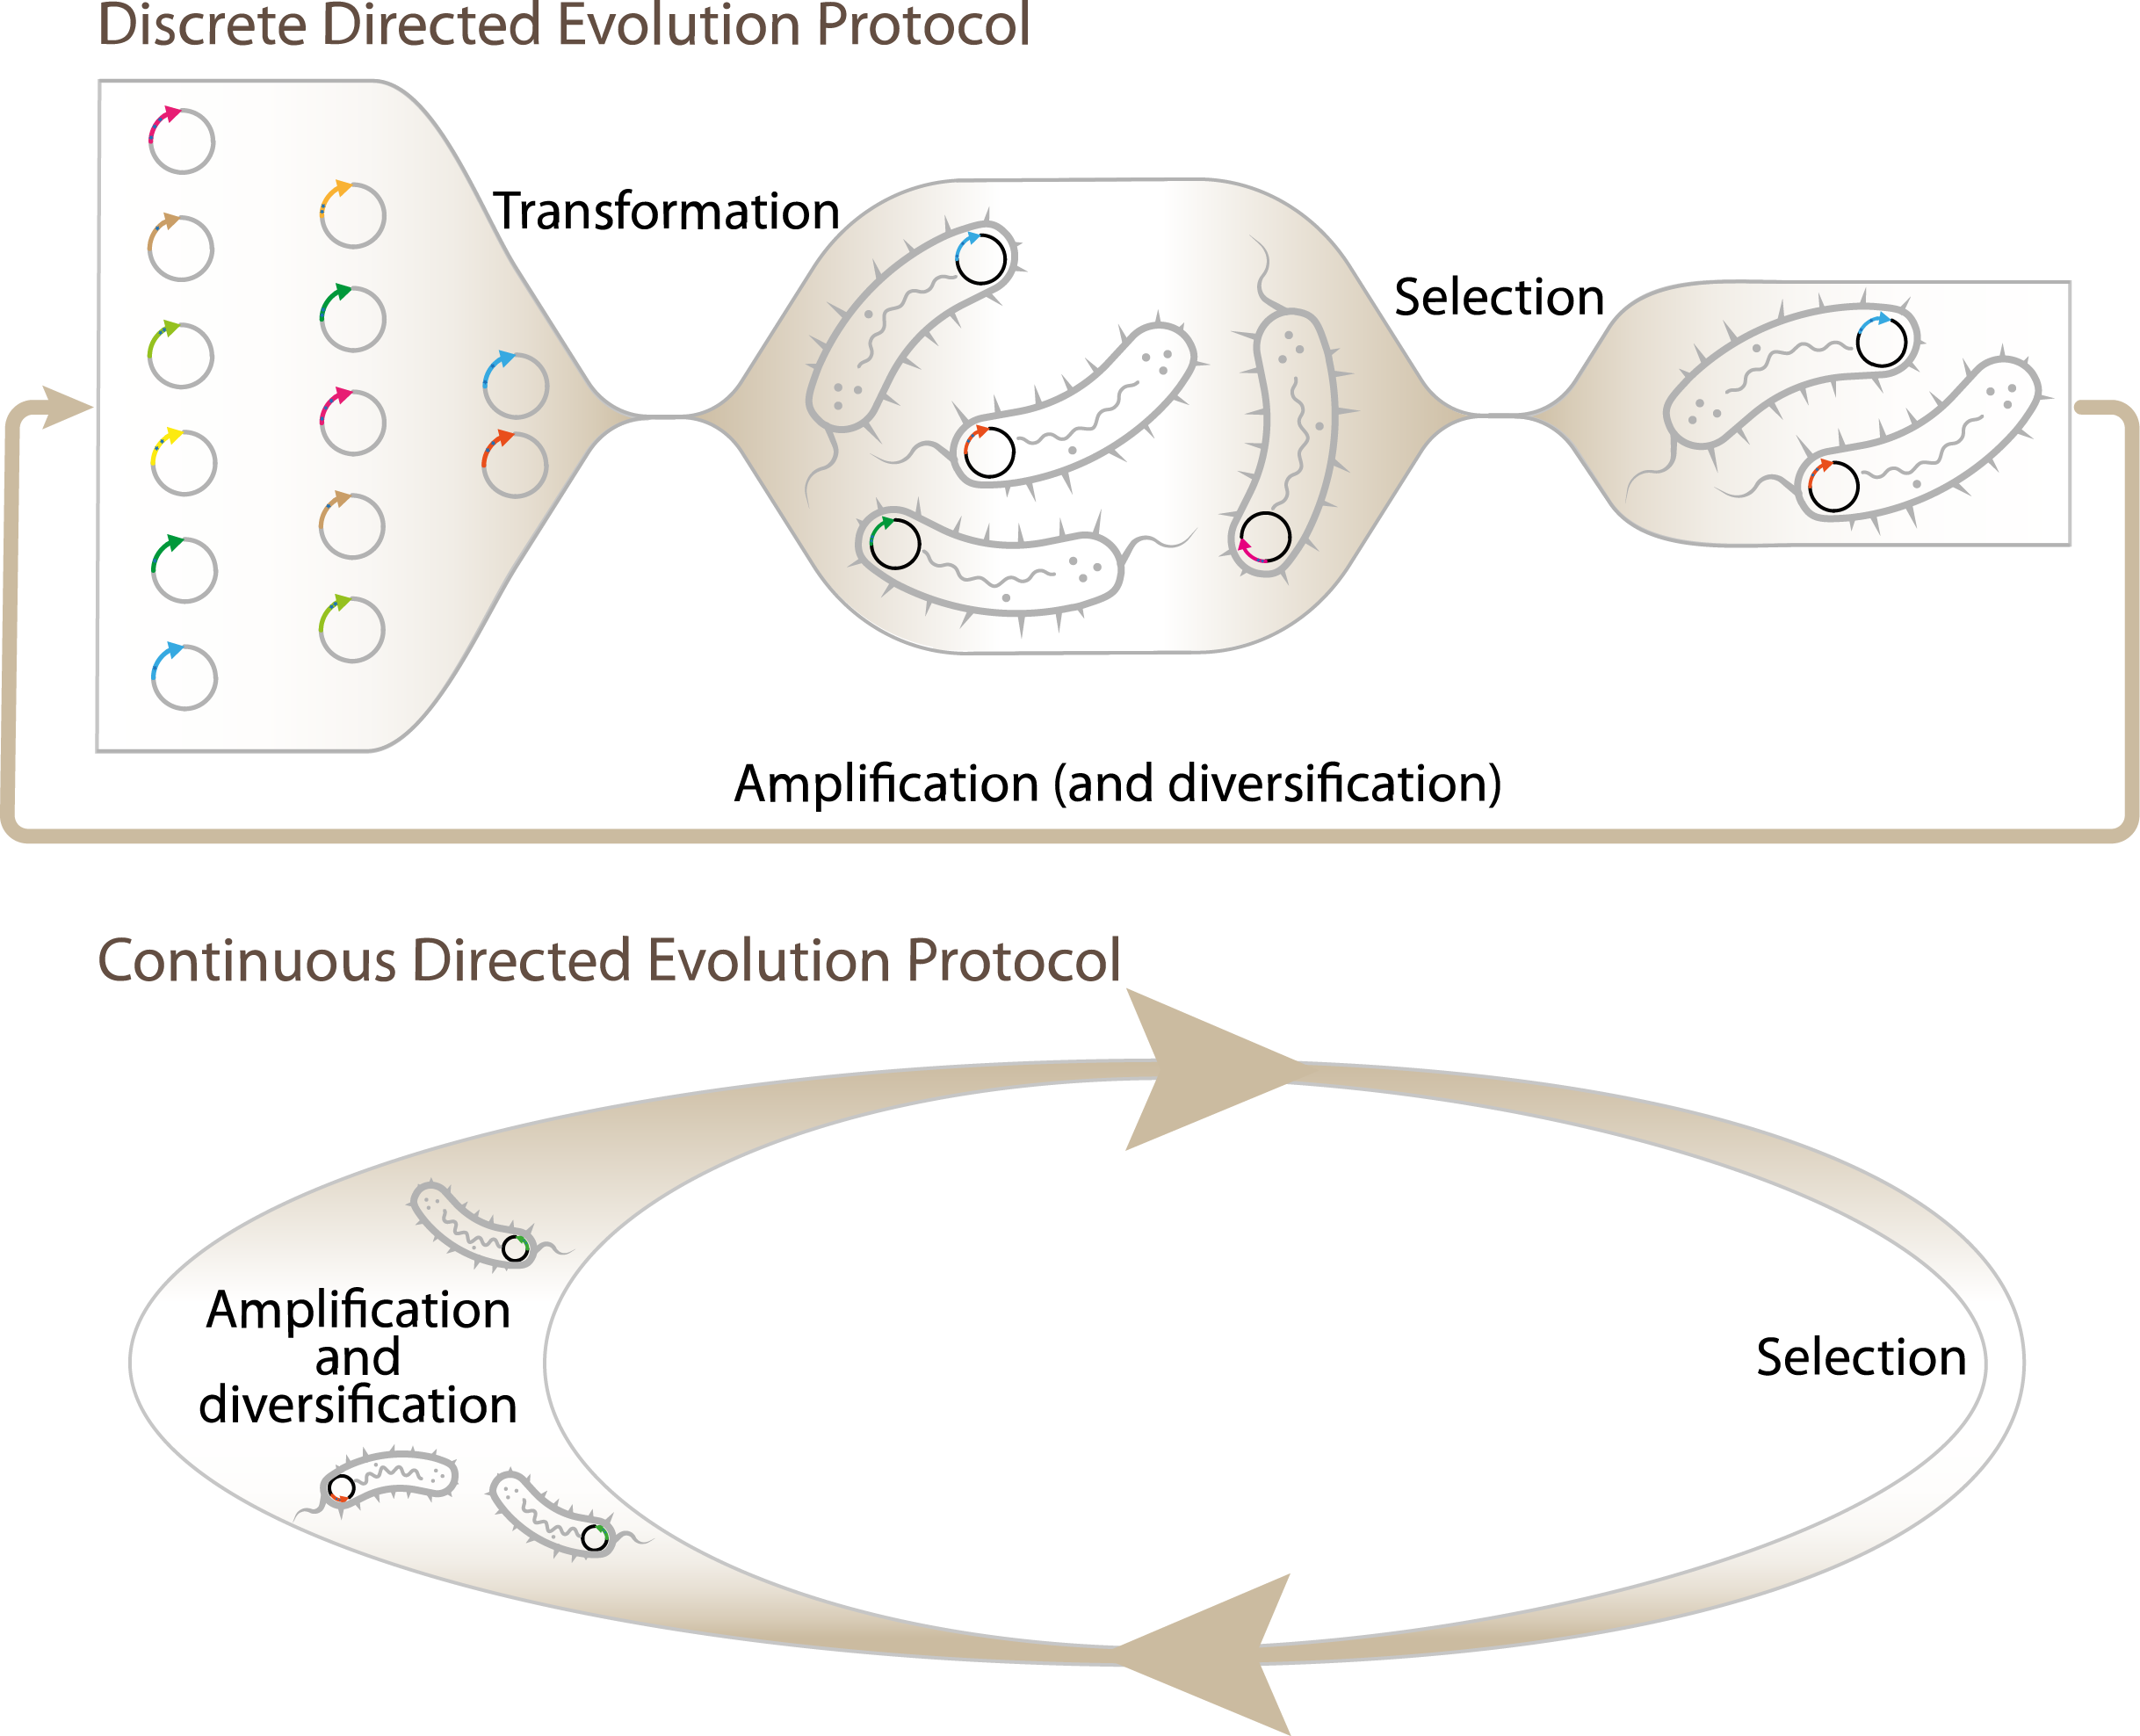 Discrete Directed Evolution Protocol
Transformation
Selection
Amplification (and diversification)
Continuous Directed Evolution Protocol
Amplification
and
diversification
Selection